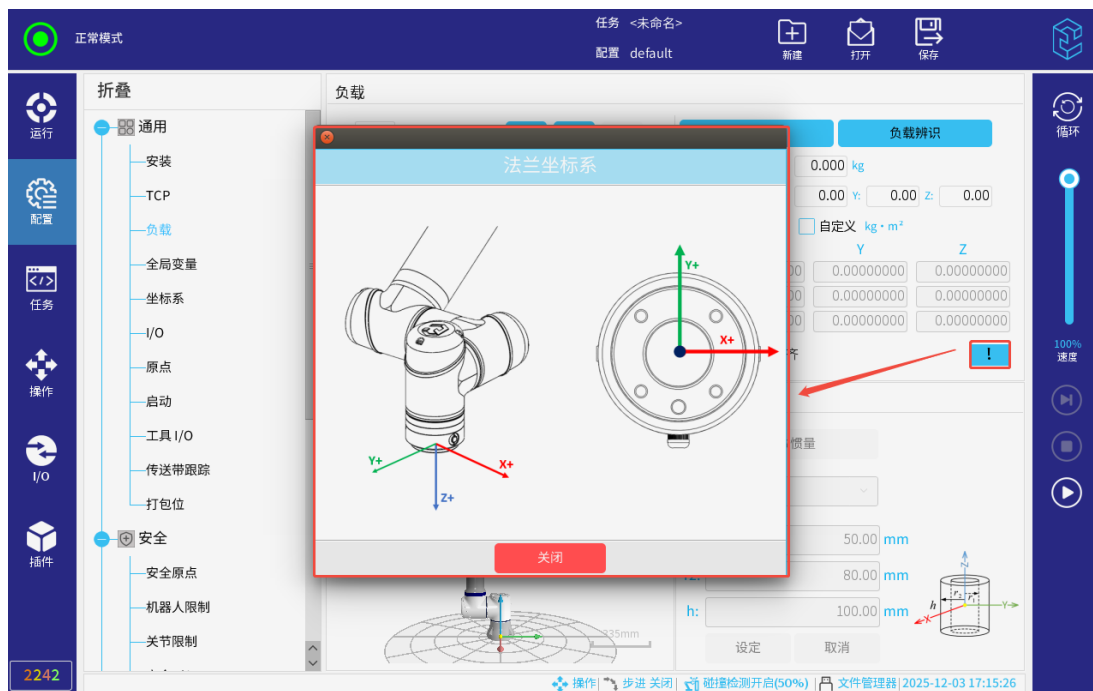 正常模式
任务 <未命名>
配置 default
新建 打开 保存
运行
配置
任务
操作
I/O
插件
2242
折叠
通用
安装
TCP
负载
全局变量
坐标系
I/O
原点
启动
工具 I/O
传送带跟踪
打包位
安全
安全原点
机器人限制
关节限制
负载
负载辨识
0.000 kg
0.00 Y: 0.00 Z: 0.00
自定义 kg·m²
Y Z
00 0.00000000 0.00000000
00 0.00000000 0.00000000
00 0.00000000 0.00000000
!
法兰坐标系
Y+ X+ Z+
Y+ X+
关闭
惯量
50.00 mm
80.00 mm
h: 100.00 mm
设定 取消
Z
h r₂ r₁ Y
X
335mm
循环
100%
速度
操作 步进 关闭 碰撞检测开启(50%) 文件管理器 2025-12-03 17:15:26